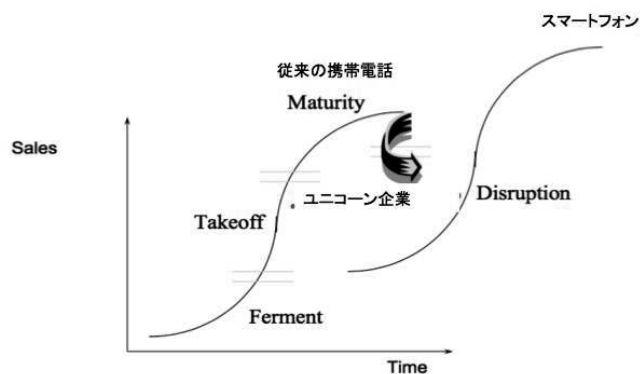 スマートフォン
従来の携帯電話
Maturity
Sales
ユニコーン企業
Disruption
Takeoff
Ferment
Time